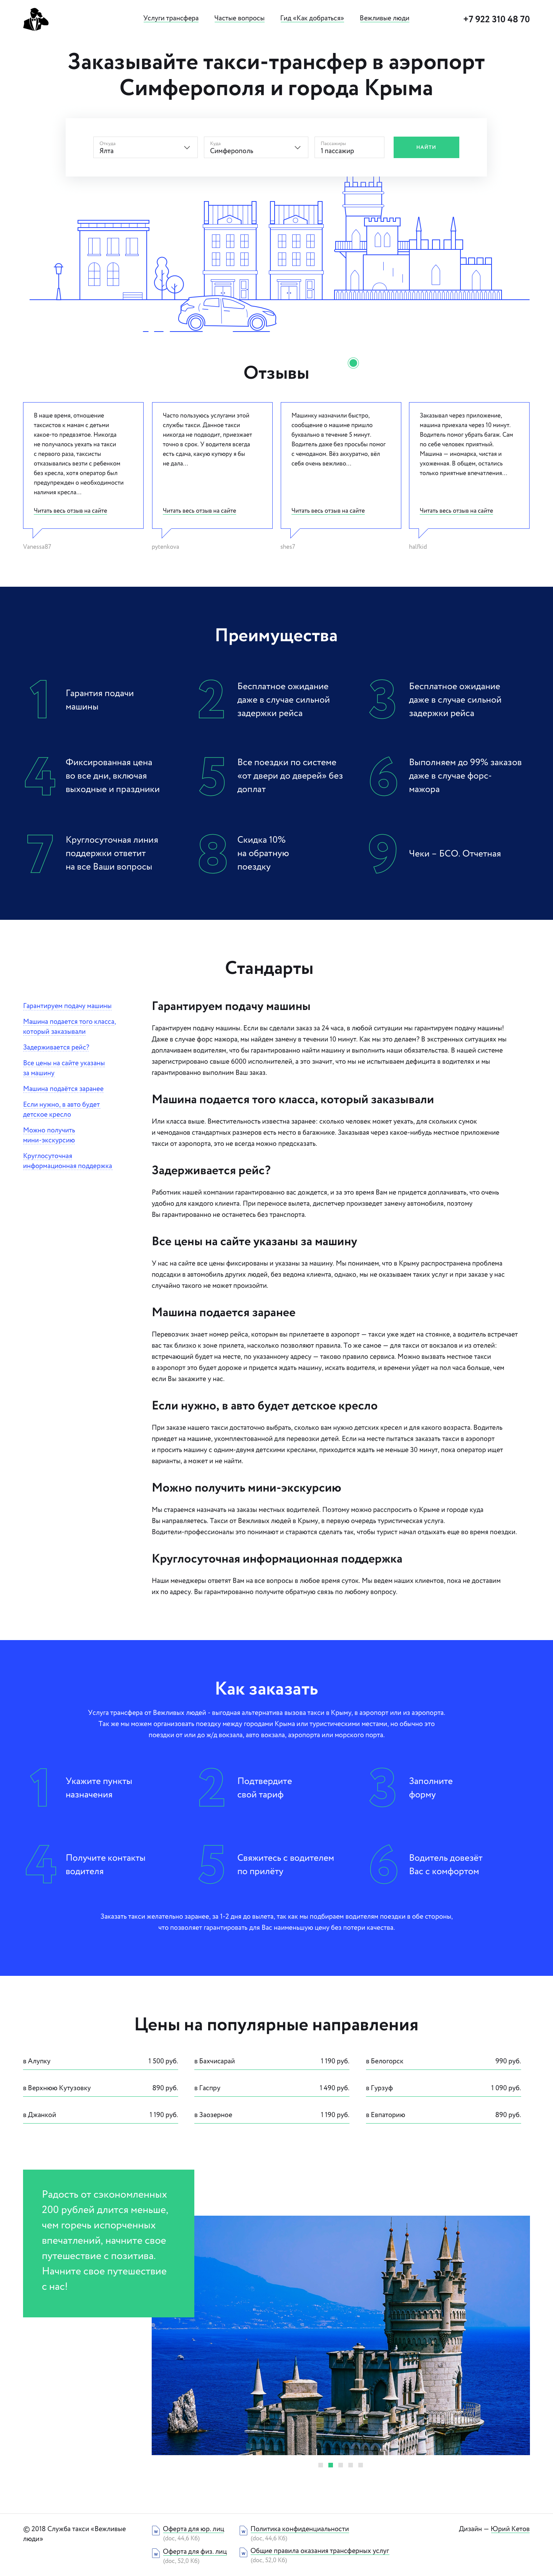 Услуги трансфера
Частые вопросы
Гид «Как добраться»
Вежливые люди
+7 922 310 48 70
Заказывайте такси-трансфер в аэропорт
Симферополя и города Крыма
Откуда
Ялта
Куда
Симферополь
Пассажиры
1 пассажир
НАЙТИ
Отзывы
В наше время, отношение
таксистов к мамам с детьми
какое-то предвзятое. Никогда
не получалось уехать на такси
с первого раза, таксисты
отказывались везти с ребенком
без кресла, хотя оператор был
предупрежден о необходимости
наличия кресла...
Читать весь отзыв на сайте
Vanessa87
Часто пользуюсь услугами этой
службы такси. Данное такси
никогда не подводит, приезжает
точно в срок. У водителя всегда
есть сдача, какую купюру я бы
не дала...
Читать весь отзыв на сайте
pytenkova
Машинку назначили быстро,
сообщение о машине пришло
буквально в течение 5 минут.
Водитель даже без просьбы помог
с чемоданом. Вёз аккуратно, вёл
себя очень вежливо...
Читать весь отзыв на сайте
shes7
Заказывал через приложение,
машина приехала через 10 минут.
Водитель помог убрать багаж. Сам
по себе человек приятный.
Машина — иномарка, чистая и
ухоженная. В общем, остались
только приятные впечатления...
Читать весь отзыв на сайте
halfkid
Преимущества
1
Гарантия подачи
машины
2
Бесплатное ожидание
даже в случае сильной
задержки рейса
3
Бесплатное ожидание
даже в случае сильной
задержки рейса
4
Фиксированная цена
во все дни, включая
выходные и праздники
5
Все поездки по системе
«от двери до дверей» без
доплат
6
Выполняем до 99% заказов
даже в случае форс-
мажора
7
Круглосуточная линия
поддержки ответит
на все Ваши вопросы
8
Скидка 10%
на обратную
поездку
9
Чеки – БСО. Отчетная
Стандарты
Гарантируем подачу машины
Машина подается того класса,
который заказывали
Задерживается рейс?
Все цены на сайте указаны
за машину
Машина подаётся заранее
Если нужно, в авто будет
детское кресло
Можно получить
мини-экскурсию
Круглосуточная
информационная поддержка
Гарантируем подачу машины
Гарантируем подачу машины. Если вы сделали заказ за 24 часа, в любой ситуации мы гарантируем подачу машины!
Даже в случае форс мажора, мы найдем замену в течении 10 минут. Как мы это делаем? В экстренных ситуациях мы
доплачиваем водителям, что бы гарантированно найти машину и выполнить наши обязательства. В нашей системе
зарегистрировано свыше 6000 исполнителей, а это значит, что мы не испытываем дефицита в водителях и мы
гарантированно выполним Ваш заказ.
Машина подается того класса, который заказывали
Или класса выше. Вместительность известна заранее: сколько человек может уехать, для скольких сумок
и чемоданов стандартных размеров есть место в багажнике. Заказывая через какое-нибудь местное приложение
такси от аэропорта, это не всегда можно предсказать.
Задерживается рейс?
Работник нашей компании гарантированно вас дождется, и за это время Вам не придется доплачивать, что очень
удобно для каждого клиента. При переносе вылета, диспетчер произведет замену автомобиля, поэтому
Вы гарантированно не останетесь без транспорта.
Все цены на сайте указаны за машину
У нас на сайте все цены фиксированы и указаны за машину. Мы понимаем, что в Крыму распространена проблема
подсадки в автомобиль других людей, без ведома клиента, однако, мы не оказываем таких услуг и при заказе у нас
случайно такого не может произойти.
Машина подается заранее
Перевозчик знает номер рейса, которым вы прилетаете в аэропорт — такси уже ждет на стоянке, а водитель встречает
вас так близко к зоне прилета, насколько позволяют правила. То же самое — для такси от вокзалов и из отелей:
встречающий будет на месте, по указанному адресу — таково правило сервиса. Можно вызвать местное такси
в аэропорт это будет дороже и придется ждать машину, искать водителя, и времени уйдет на пол часа больше, чем
если Вы закажите у нас.
Если нужно, в авто будет детское кресло
При заказе нашего такси достаточно выбрать, сколько вам нужно детских кресел и для какого возраста. Водитель
приедет на машине, укомплектованной для перевозки детей. Если на месте пытаться заказать такси в аэропорт
и просить машину с одним-двумя детскими креслами, приходится ждать не меньше 30 минут, пока оператор ищет
варианты, а может и не найти.
Можно получить мини-экскурсию
Мы стараемся назначать на заказы местных водителей. Поэтому можно расспросить о Крыме и городе куда
Вы направляетесь. Такси от Вежливых людей в Крыму, в первую очередь туристическая услуга.
Водители-профессионалы это понимают и стараются сделать так, чтобы турист начал отдыхать еще во время поездки.
Круглосуточная информационная поддержка
Наши менеджеры ответят Вам на все вопросы в любое время суток. Мы ведем наших клиентов, пока не доставим
их по адресу. Вы гарантированно получите обратную связь по любому вопросу.
Как заказать
Услуга трансфера от Вежливых людей - выгодная альтернатива вызова такси в Крыму, в аэропорт или из аэропорта.
Так же мы можем организовать поездку между городами Крыма или туристическими местами, но обычно это
поездки от или до ж/д вокзала, авто вокзала, аэропорта или морского порта.
1
Укажите пункты
назначения
2
Подтвердите
свой тариф
3
Заполните
форму
4
Получите контакты
водителя
5
Свяжитесь с водителем
по прилёту
6
Водитель довезёт
Вас с комфортом
Заказать такси желательно заранее, за 1-2 дня до вылета, так как мы подбираем водителям поездки в обе стороны,
что позволяет гарантировать для Вас наименьшую цену без потери качества.
Цены на популярные направления
в Алупку 1 500 руб.
в Бахчисарай 1 190 руб.
в Белогорск 990 руб.
в Верхнюю Кутузовку 890 руб.
в Гаспру 1 490 руб.
в Гурзуф 1 090 руб.
в Джанкой 1 190 руб.
в Заозерное 1 190 руб.
в Евпаторию 890 руб.
Радость от сэкономленных
200 рублей длится меньше,
чем горечь испорченных
впечатлений, начните свое
путешествие с позитива.
Начните свое путешествие
с нас!
© 2018 Служба такси «Вежливые
люди»
Оферта для юр. лиц
(doc, 44,6 Кб)
Оферта для физ. лиц
(doc, 52,0 Кб)
Политика конфиденциальности
(doc, 44,6 Кб)
Общие правила оказания трансферных услуг
(doc, 52,0 Кб)
Дизайн — Юрий Кетов